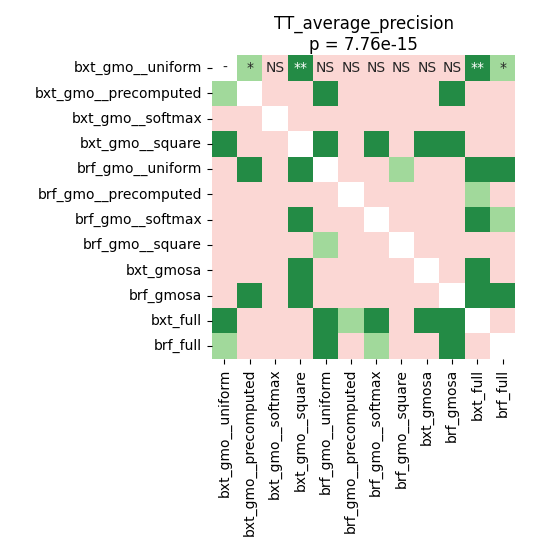 TT_average_precision
p = 7.76e-15
bxt_gmo__uniform
- * NS ** NS NS NS NS NS NS ** *
bxt_gmo__precomputed
bxt_gmo__softmax
bxt_gmo__square
brf_gmo__uniform
brf_gmo__precomputed
brf_gmo__softmax
brf_gmo__square
bxt_gmosa
brf_gmosa
bxt_full
brf_full
bxt_gmo__uniform
bxt_gmo__precomputed
bxt_gmo__softmax
bxt_gmo__square
brf_gmo__uniform
brf_gmo__precomputed
brf_gmo__softmax
brf_gmo__square
bxt_gmosa
brf_gmosa
bxt_full
brf_full